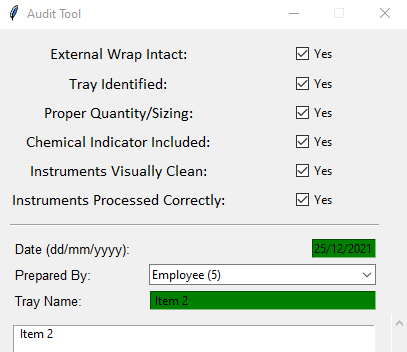 Audit Tool
External Wrap Intact: Yes
Tray Identified: Yes
Proper Quantity/Sizing: Yes
Chemical Indicator Included: Yes
Instruments Visually Clean: Yes
Instruments Processed Correctly: Yes
Date (dd/mm/yyyy): 25/12/2021
Prepared By: Employee (5)
Tray Name: Item 2
Item 2